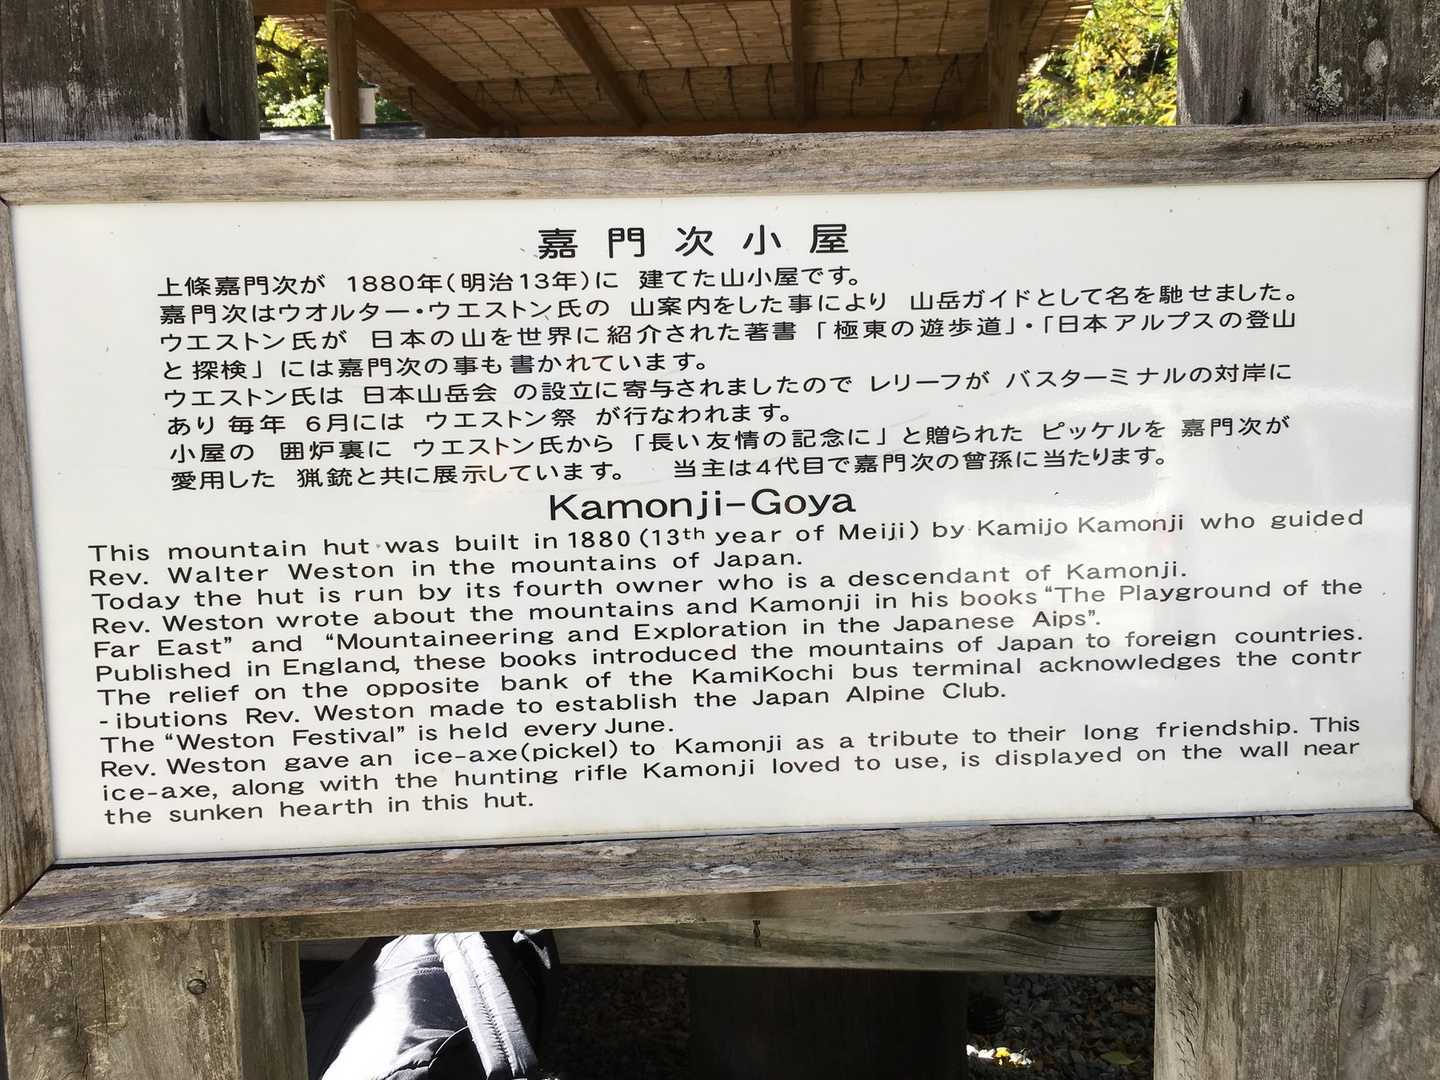 嘉門次小屋
上條嘉門次が 1880年(明治13年)に 建てた山小屋です。
嘉門次はウオルター・ウエストン氏の 山案内をした事により 山岳ガイドとして名を馳せました。
ウエストン氏が 日本の山を世界に紹介された著書「極東の遊歩道」・「日本アルプスの登山
と探検」には嘉門次の事も書かれています。
ウエストン氏は 日本山岳会 の設立に寄与されましたので レリーフが バスターミナルの対岸に
あり毎年 6月には ウエストン祭 が行なわれます。
小屋の 囲炉裏に ウエストン氏から「長い友情の記念に」と贈られた ピッケルを 嘉門次が
愛用した 猟銃と共に展示しています。 当主は4代目で嘉門次の曾孫に当たります。
Kamonji-Goya
This mountain hut was built in 1880 (13th year of Meiji) by Kamijo Kamonji who guided
Rev. Walter Weston in the mountains of Japan.
Today the hut is run by its fourth owner who is a descendant of Kamonji.
Rev. Weston wrote about the mountains and Kamonji in his books “The Playground of the
Far East” and “Mountaineering and Exploration in the Japanese Aips”.
Published in England, these books introduced the mountains of Japan to foreign countries.
The relief on the opposite bank of the KamiKochi bus terminal acknowledges the contr
-ibutions Rev. Weston made to establish the Japan Alpine Club.
The “Weston Festival” is held every June.
Rev. Weston gave an ice-axe(pickel) to Kamonji as a tribute to their long friendship. This
ice-axe, along with the hunting rifle Kamonji loved to use, is displayed on the wall near
the sunken hearth in this hut.